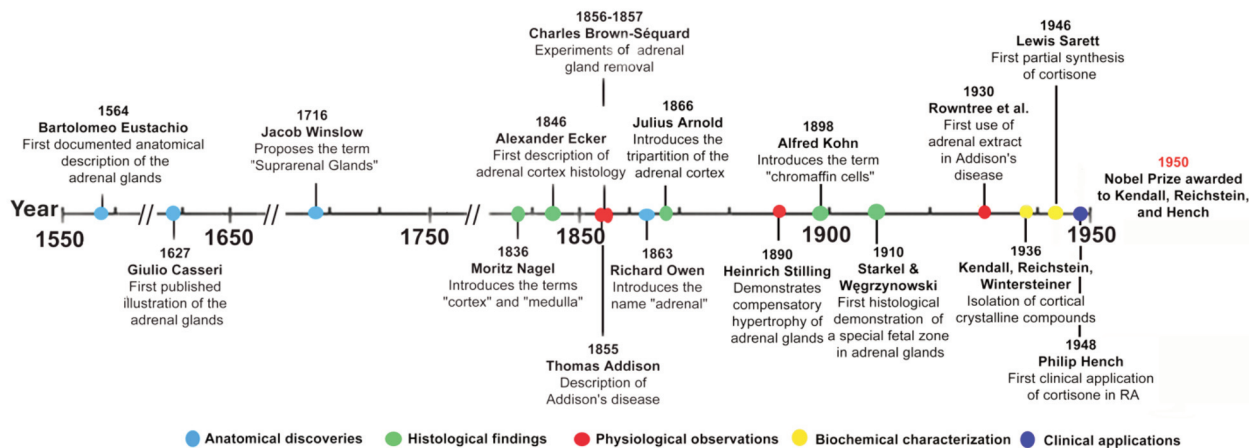 1564
Bartolomeo Eustachio
First documented anatomical
description of the
adrenal glands
1716
Jacob Winslow
Proposes the term
"Suprarenal Glands"
1846
Alexander Ecker
First description of
adrenal cortex histology
1856-1857
Charles Brown-Séquard
Experiments of adrenal
gland removal
1866
Julius Arnold
Introduces the
tripartition of the
adrenal cortex
1898
Alfred Kohn
Introduces the term
"chromaffin cells"
1930
Rowntree et al.
First use of
adrenal extract
in Addison's
disease
1946
Lewis Sarett
First partial synthesis
of cortisone
1950
Nobel Prize awarded
to Kendall, Reichstein,
and Hench
Year
1550
1650
1750
1850
1900
1950
1627
Giulio Casseri
First published
illustration of the
adrenal glands
1836
Moritz Nagel
Introduces the terms
"cortex" and "medulla"
1855
Thomas Addison
Description of
Addison's disease
1863
Richard Owen
Introduces the
name "adrenal"
1890
Heinrich Stilling
Demonstrates
compensatory
hypertrophy of
adrenal glands
1910
Starkel &
Węgrzynowski
First histological
demonstration of
a special fetal zone
in adrenal glands
1936
Kendall, Reichstein,
Wintersteiner
Isolation of cortical
crystalline compounds
1948
Philip Hench
First clinical application
of cortisone in RA
Anatomical discoveries
Histological findings
Physiological observations
Biochemical characterization
Clinical applications